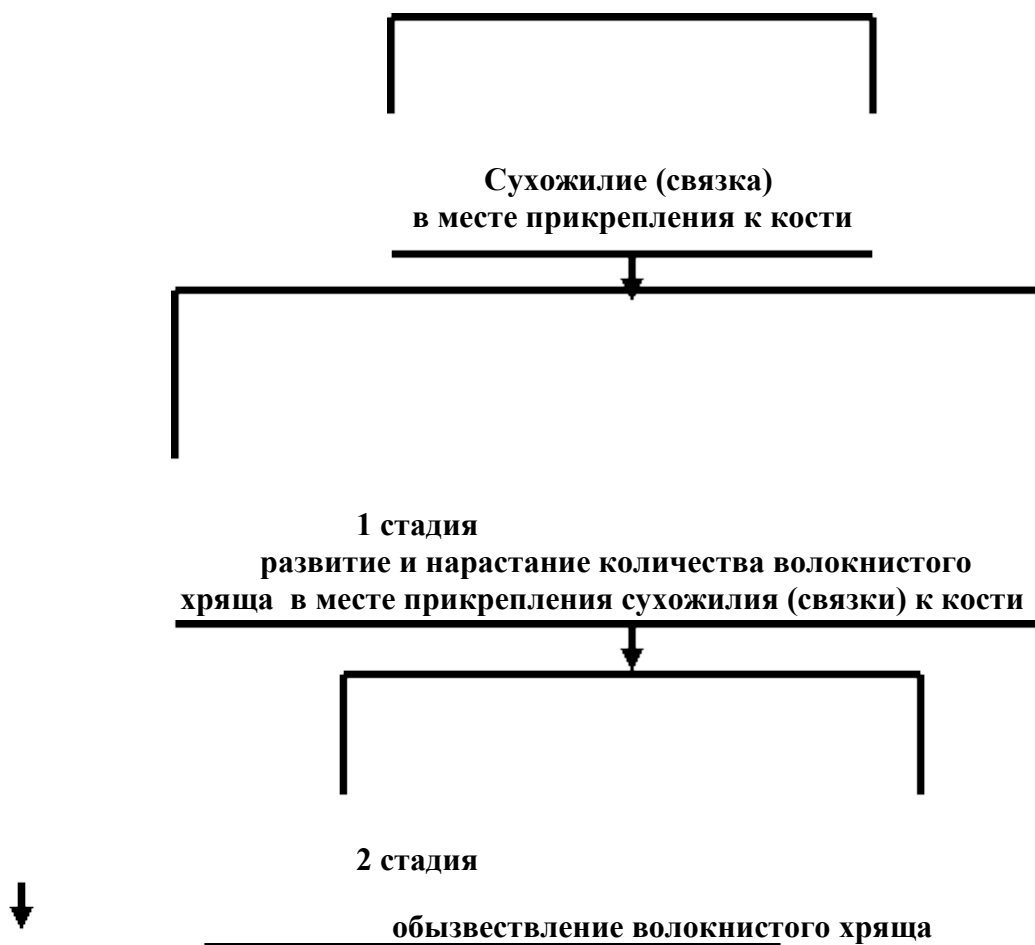 Сухожилие (связка)
в месте прикрепления к кости
1 стадия
развитие и нарастание количества волокнистого
хряща в месте прикрепления сухожилия (связки) к кости
2 стадия
обызвествление волокнистого хряща